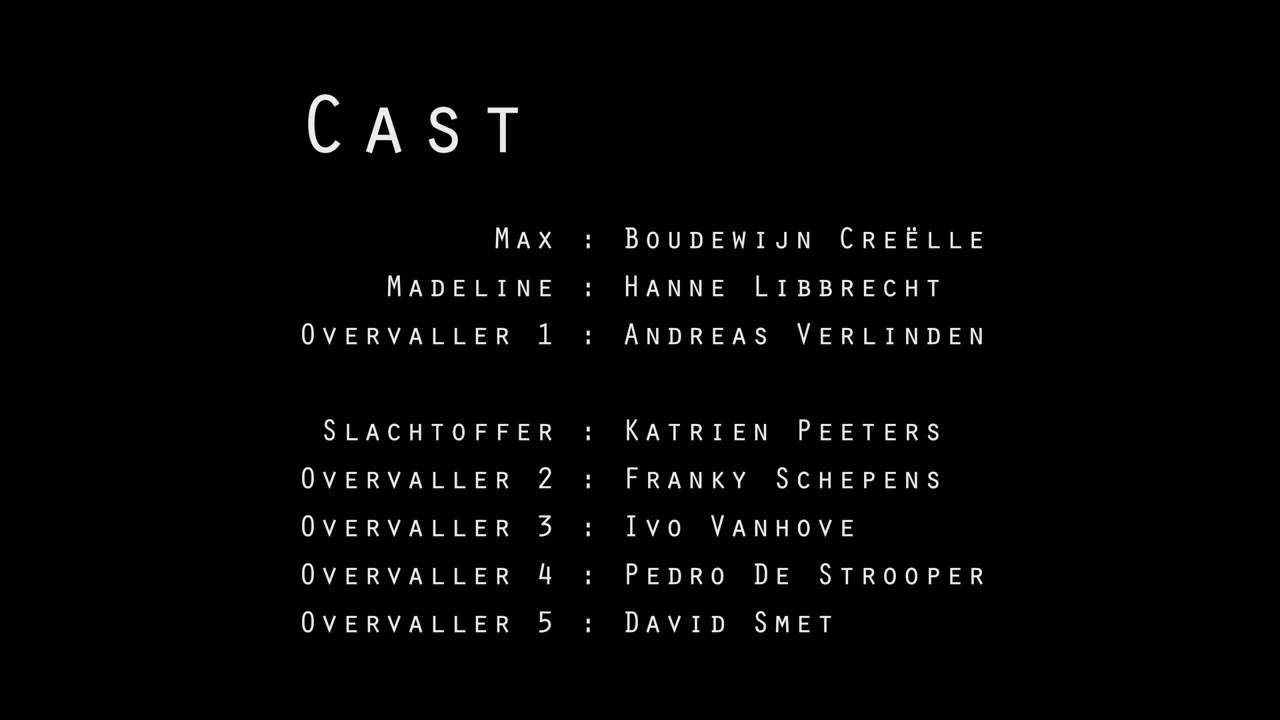 Cast
Max : Boudewijn Creëlle
Madeline : Hanne Libbrecht
Overvaller 1 : Andreas Verlinden
Slachtoffer : Katrien Peeters
Overvaller 2 : Franky Schepens
Overvaller 3 : Ivo Vanhove
Overvaller 4 : Pedro De Strooper
Overvaller 5 : David Smet